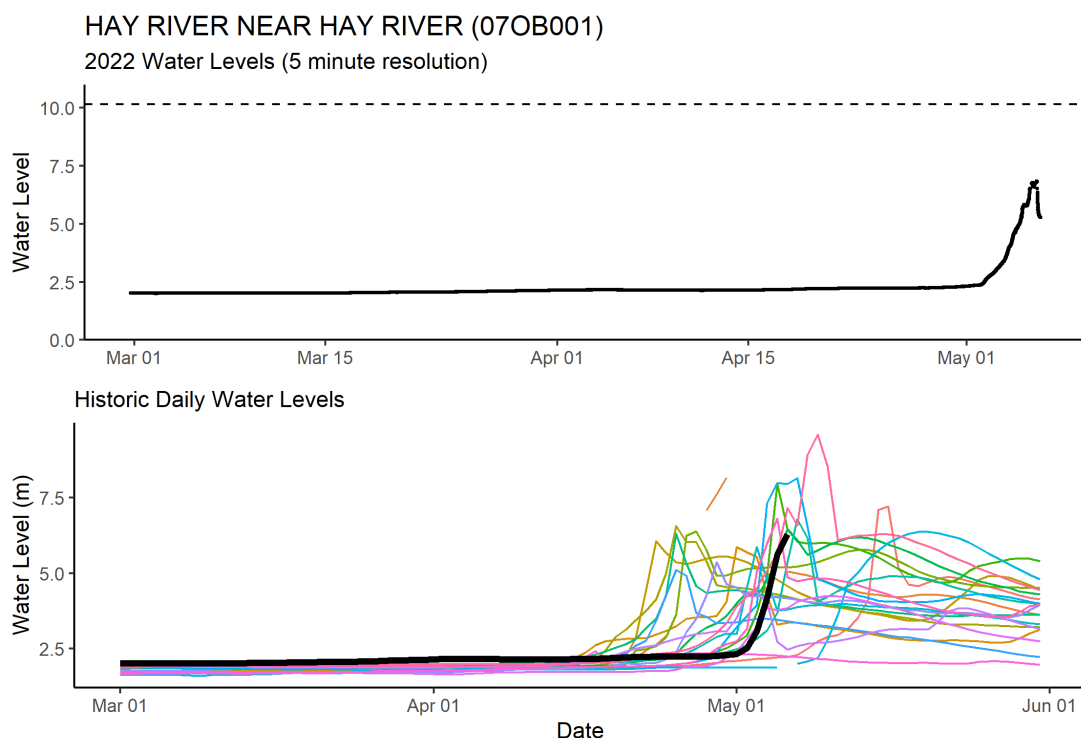 HAY RIVER NEAR HAY RIVER (07OB001)
2022 Water Levels (5 minute resolution)
Water Level
10.0
7.5
5.0
2.5
0.0
Mar 01 Mar 15 Apr 01 Apr 15 May 01
Historic Daily Water Levels
Water Level (m)
7.5
5.0
2.5
Mar 01 Apr 01 May 01 Jun 01
Date